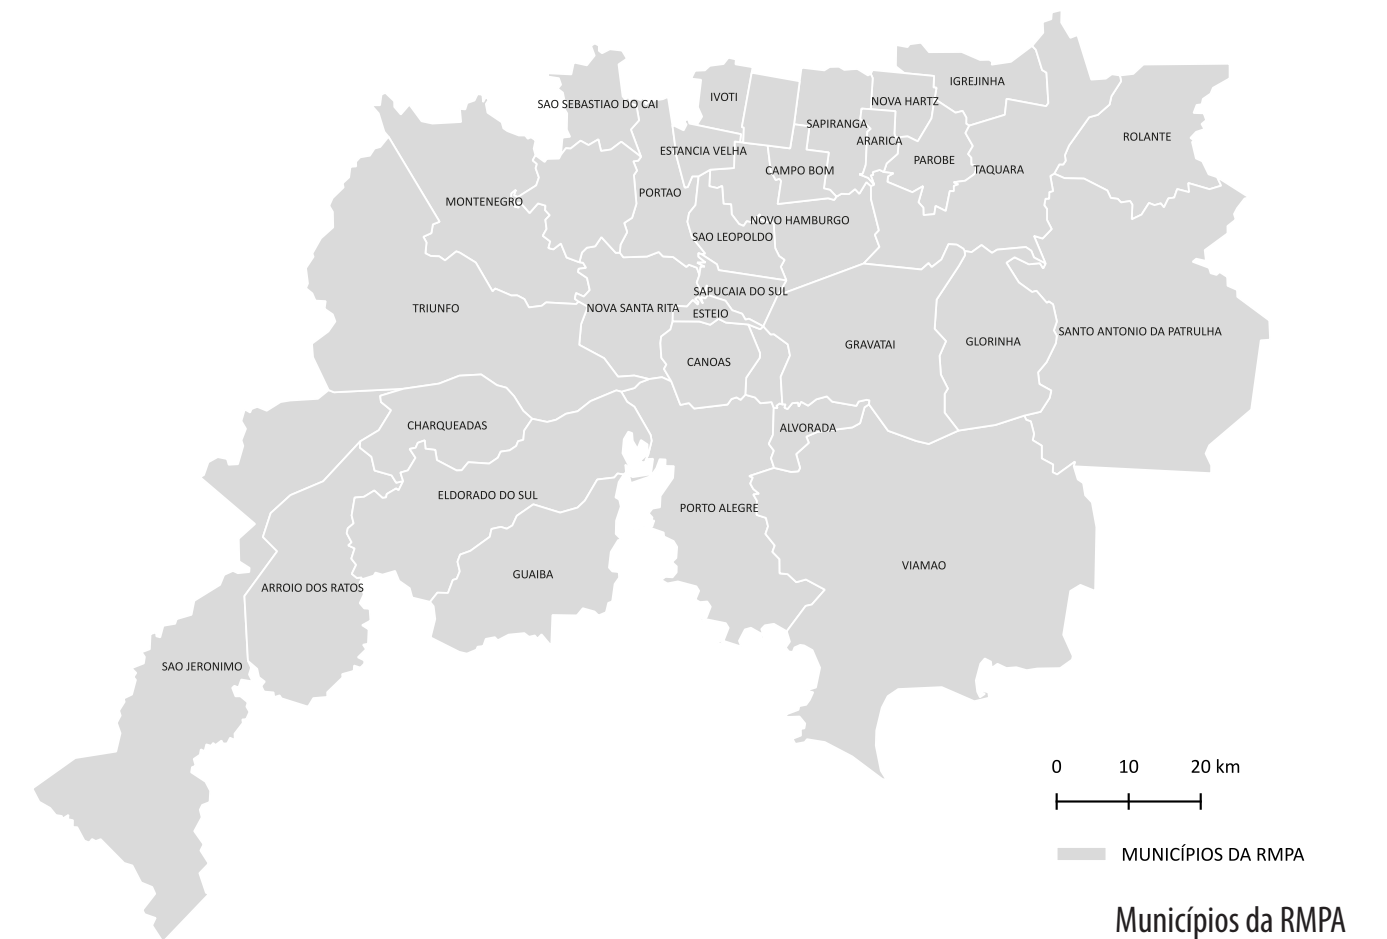 IGREJINHA
IVOTI
NOVA HARTZ
SAO SEBASTIAO DO CAI
SAPIRANGA
ROLANTE
ARARICA
ESTANCIA VELHA
PAROBE
CAMPO BOM
TAQUARA
PORTAO
MONTENEGRO
NOVO HAMBURGO
SAO LEOPOLDO
SAPUCAIA DO SUL
TRIUNFO
NOVA SANTA RITA
ESTEIO
SANTO ANTONIO DA PATRULHA
GLORINHA
GRAVATAI
CANOAS
CHARQUEADAS
ALVORADA
ELDORADO DO SUL
PORTO ALEGRE
VIAMAO
GUAIBA
ARROIO DOS RATOS
SAO JERONIMO
0 10 20 km
MUNICÍPIOS DA RMPA
Municípios da RMPA